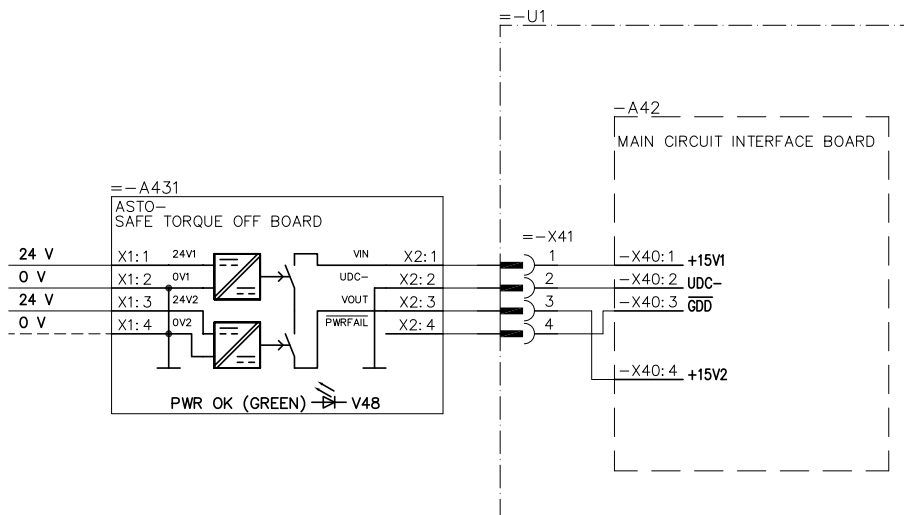 =-U1
-A42
MAIN CIRCUIT INTERFACE BOARD
=-A431
ASTO-
SAFE TORQUE OFF BOARD
=-X41
24 V X1:1 24V1 VIN X2:1 1 -X40:1 +15V1
0 V X1:2 0V1 UDC- X2:2 2 -X40:2 UDC-
24 V X1:3 24V2 VOUT X2:3 3 -X40:3 G̅D̅D̅
0 V X1:4 0V2 P̅W̅R̅F̅A̅I̅L̅ X2:4 4
-X40:4 +15V2
PWR OK (GREEN) V48